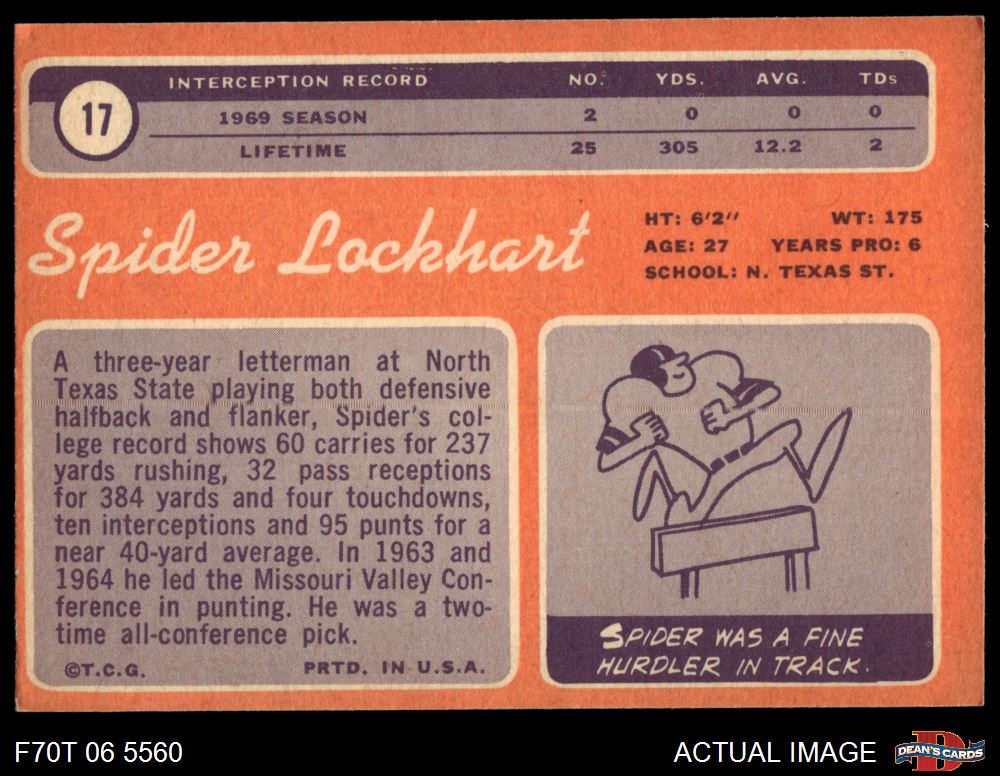 17
INTERCEPTION RECORD NO. YDS. AVG. TDs
1969 SEASON 2 0 0 0
LIFETIME 25 305 12.2 2
Spider Lockhart
HT: 6'2" WT: 175
AGE: 27 YEARS PRO: 6
SCHOOL: N. TEXAS ST.
A three-year letterman at North
Texas State playing both defensive
halfback and flanker, Spider's col-
lege record shows 60 carries for 237
yards rushing, 32 pass receptions
for 384 yards and four touchdowns,
ten interceptions and 95 punts for a
near 40-yard average. In 1963 and
1964 he led the Missouri Valley Con-
ference in punting. He was a two-
time all-conference pick.
©T.C.G. PRTD. IN U.S.A.
SPIDER WAS A FINE
HURDLER IN TRACK.
F70T 06 5560
ACTUAL IMAGE
D
DEAN'S CARDS